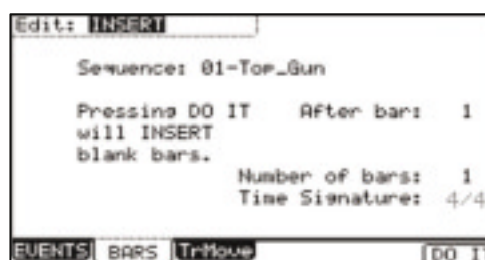 Edit: INSERT
Sequence: 01-Top_Gun
Pressing DO IT After bar: 1
will INSERT
blank bars.
Number of bars: 1
Time Signature: 4/4
EVENTS BARS TrMove DO IT